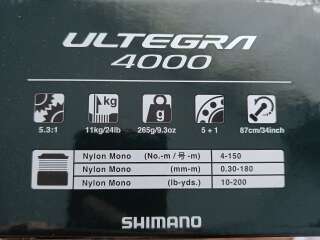 ULTEGRA
4000
kg
g
5.3:1 11kg/24lb 265g/9.3oz 5 + 1 87cm/34inch
Nylon Mono (No.-m / 号 -m) 4-150
Nylon Mono (mm-m) 0.30-180
Nylon Mono (lb-yds.) 10-200
SHIMANO